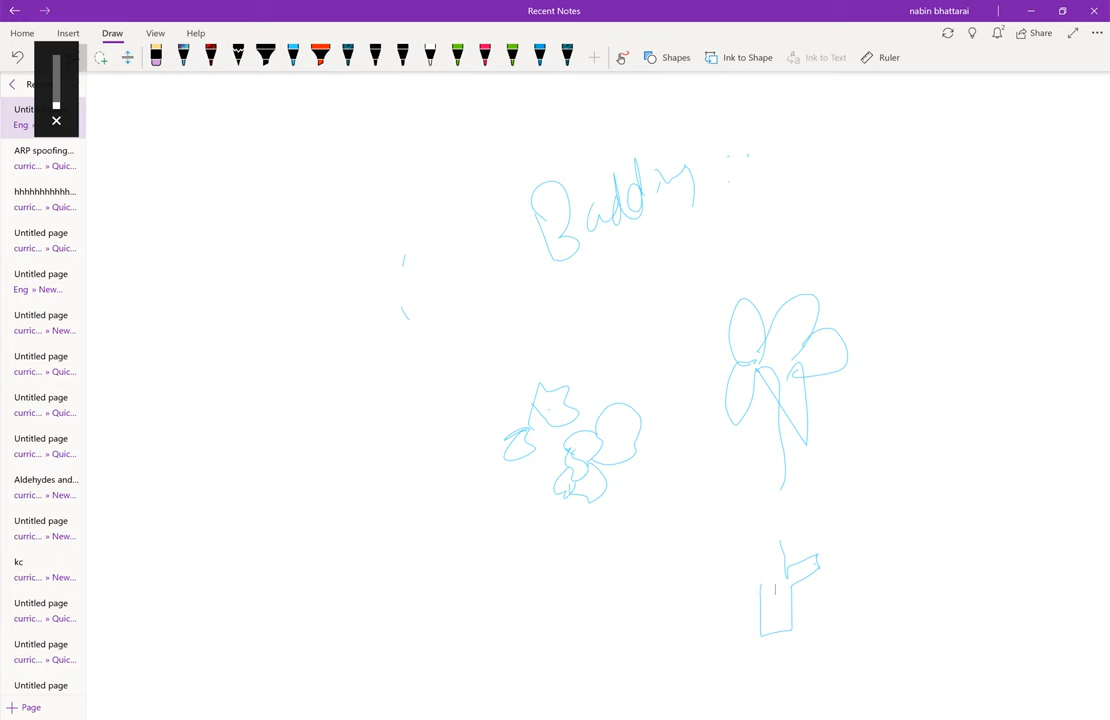 Recent Notes
nabin bhattarai
Home Insert Draw View Help
Share
Shapes Ink to Shape Ink to Text Ruler
Untit
Eng »
ARP spoofing...
curric... » Quic...
hhhhhhhhhhh...
curric... » Quic...
Untitled page
curric... » Quic...
Untitled page
Eng » New...
Untitled page
curric... » New...
Untitled page
curric... » Quic...
Untitled page
curric... » Quic...
Untitled page
curric... » Quic...
Aldehydes and...
curric... » New...
Untitled page
curric... » New...
kc
curric... » Quic...
Untitled page
curric... » Quic...
Untitled page
curric... » Quic...
Untitled page
Page